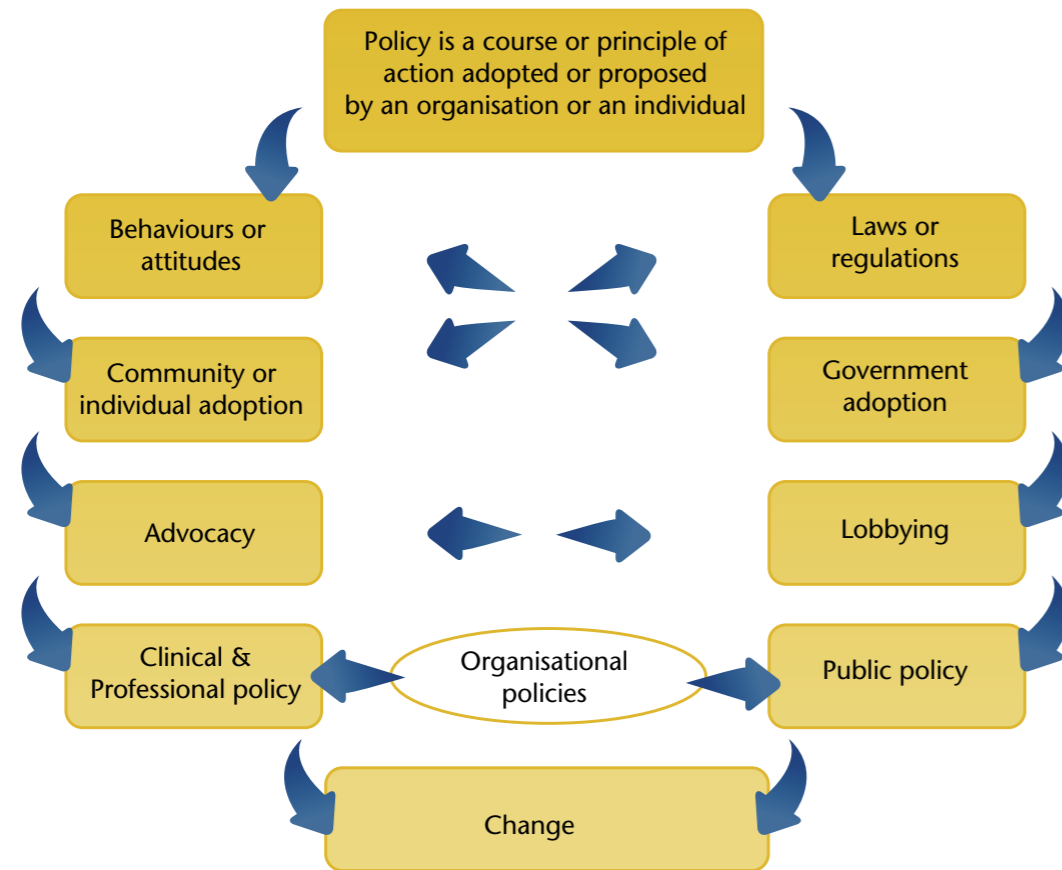 Policy is a course or principle of
action adopted or proposed
by an organisation or an individual
Behaviours or
attitudes
Laws or
regulations
Community or
individual adoption
Government
adoption
Advocacy
Lobbying
Clinical &
Professional policy
Organisational
policies
Public policy
Change